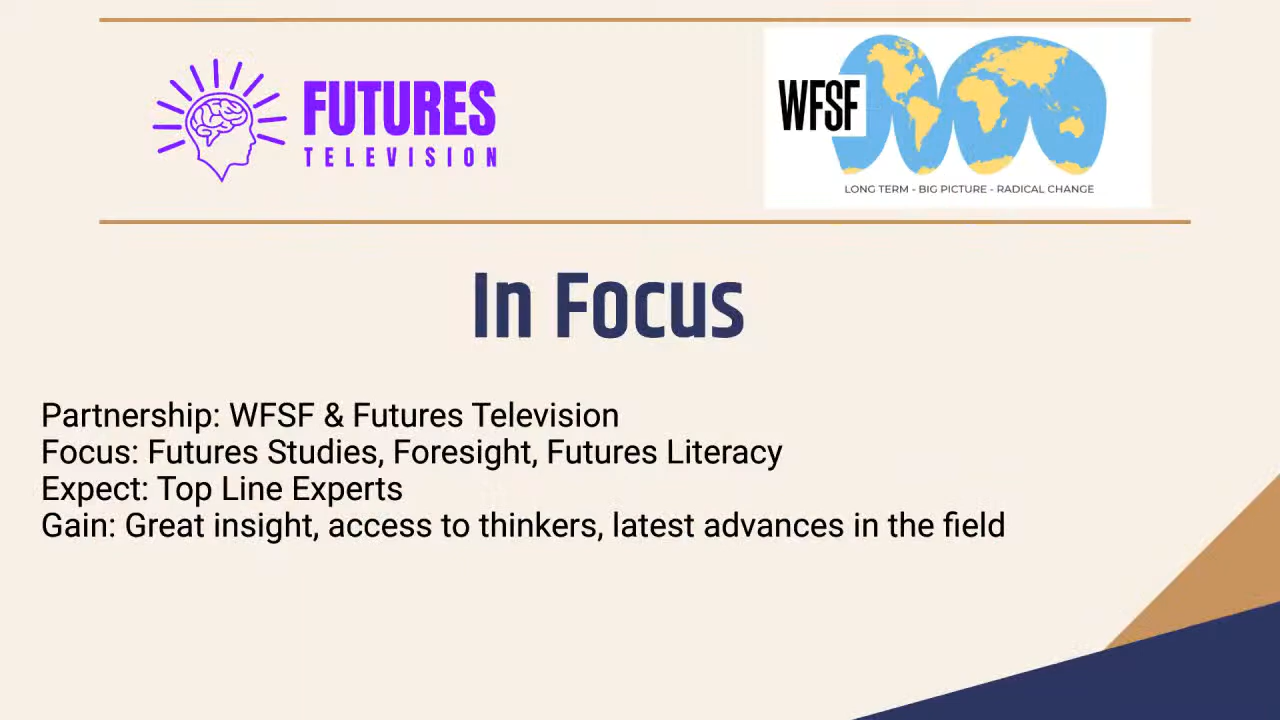 FUTURES
TELEVISION
WFSF
LONG TERM - BIG PICTURE - RADICAL CHANGE
In Focus
Partnership: WFSF & Futures Television
Focus: Futures Studies, Foresight, Futures Literacy
Expect: Top Line Experts
Gain: Great insight, access to thinkers, latest advances in the field